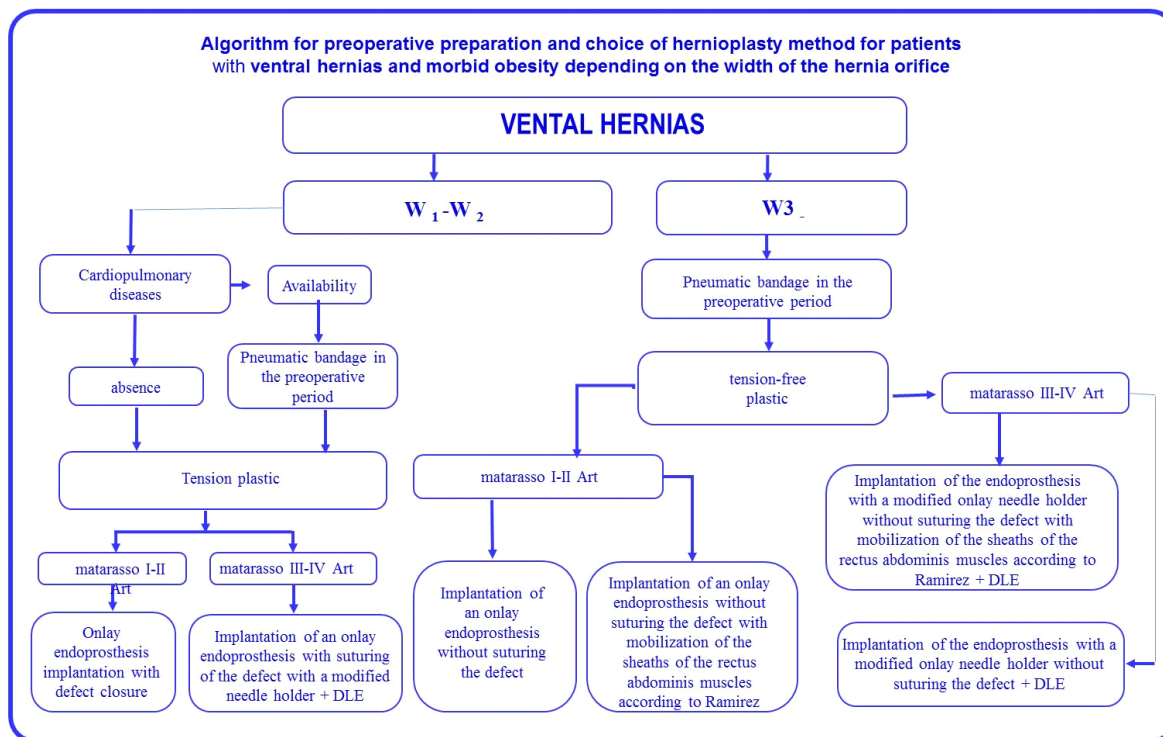 Algorithm for preoperative preparation and choice of hernioplasty method for patients
with ventral hernias and morbid obesity depending on the width of the hernia orifice
VENTAL HERNIAS
W 1 - W 2
W3 -
Cardiopulmonary
diseases
Availability
Pneumatic bandage in the
preoperative period
absence
Pneumatic bandage in
the preoperative
period
tension-free
plastic
matarasso III-IV Art
Tension plastic
matarasso I-II Art
Implantation of the endoprosthesis
with a modified onlay needle holder
without suturing the defect with
mobilization of the sheaths of the
rectus abdominis muscles according to
Ramirez + DLE
matarasso I-II
Art
matarasso III-IV Art
Onlay
endoprosthesis
implantation with
defect closure
Implantation of an onlay
endoprosthesis with suturing
of the defect with a modified
needle holder + DLE
Implantation of
an onlay
endoprosthesis
without suturing
the defect
Implantation of an onlay
endoprosthesis without
suturing the defect with
mobilization of the
sheaths of the rectus
abdominis muscles
according to Ramirez
Implantation of the endoprosthesis with a
modified onlay needle holder without
suturing the defect + DLE